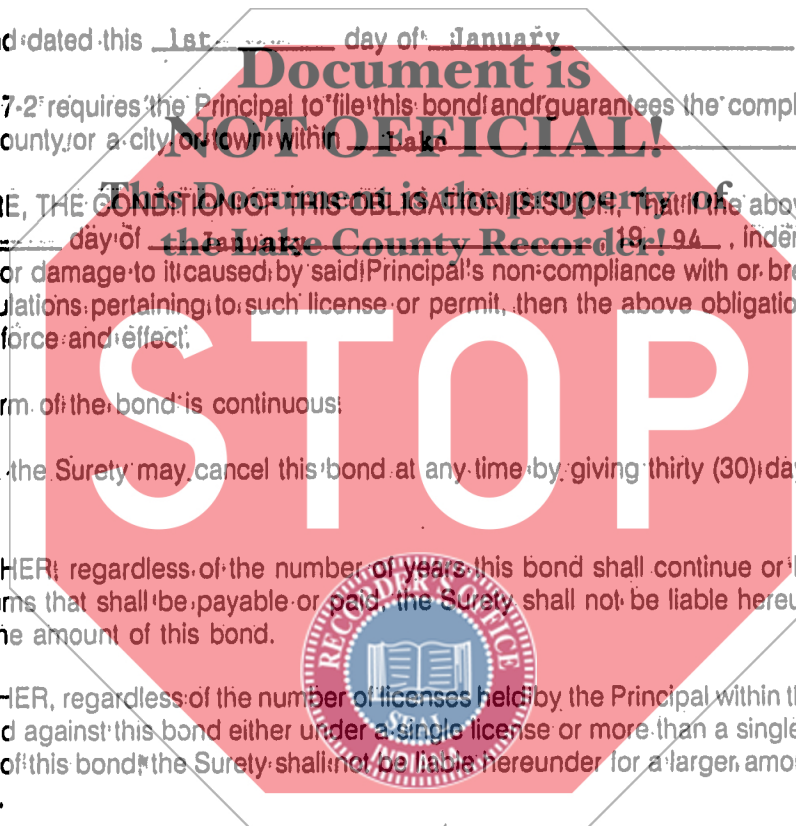 d dated this 1st day of January
Document is
7-2 requires the Principal to file this bond and guarantees the compl
NOT OFFICIAL!
ounty or a city or town within Lake
This Document is the property of
E, THE CONDITION OF THIS OBLIGATION IS SUCH, That if the abov
the Lake County Recorder!
day of January 19 94 , inder
or damage to it caused by said Principal's non-compliance with or bre
ulations pertaining to such license or permit, then the above obligatio
force and effect.
STOP
rm of the bond is continuous
the Surety may cancel this bond at any time by giving thirty (30) day
HER, regardless of the number of years this bond shall continue or
ms that shall be payable or paid, the Surety shall not be liable hereu
he amount of this bond.
RECORDER'S OFFICE
HER, regardless of the number of licenses held by the Principal within th
d against this bond either under a single license or more than a single
SEAL
INDIANA
of this bond, the Surety shall not be liable hereunder for a larger amo